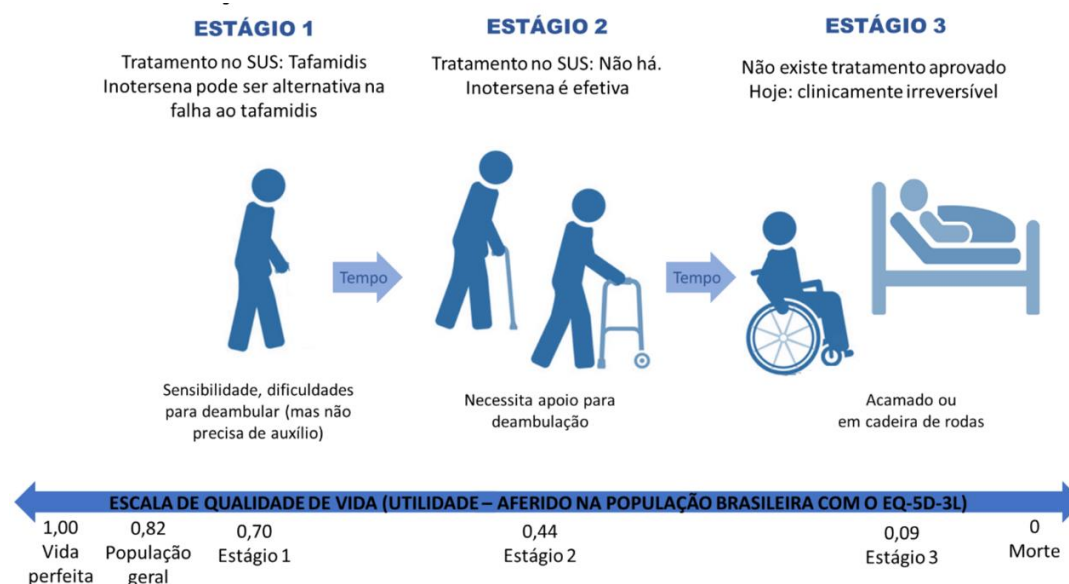 ESTÁGIO 1
Tratamento no SUS: Tafamidis
Inotersena pode ser alternativa na
falha ao tafamidis
ESTÁGIO 2
Tratamento no SUS: Não há.
Inotersena é efetiva
ESTÁGIO 3
Não existe tratamento aprovado
Hoje: clinicamente irreversível
Tempo
Tempo
Sensibilidade, dificuldades
para deambular (mas não
precisa de auxílio)
Necessita apoio para
deambulação
Acamado ou
em cadeira de rodas
ESCALA DE QUALIDADE DE VIDA (UTILIDADE – AFERIDO NA POPULAÇÃO BRASILEIRA COM O EQ-5D-3L)
1,00
Vida
perfeita
0,82
População
geral
0,70
Estágio 1
0,44
Estágio 2
0,09
Estágio 3
0
Morte